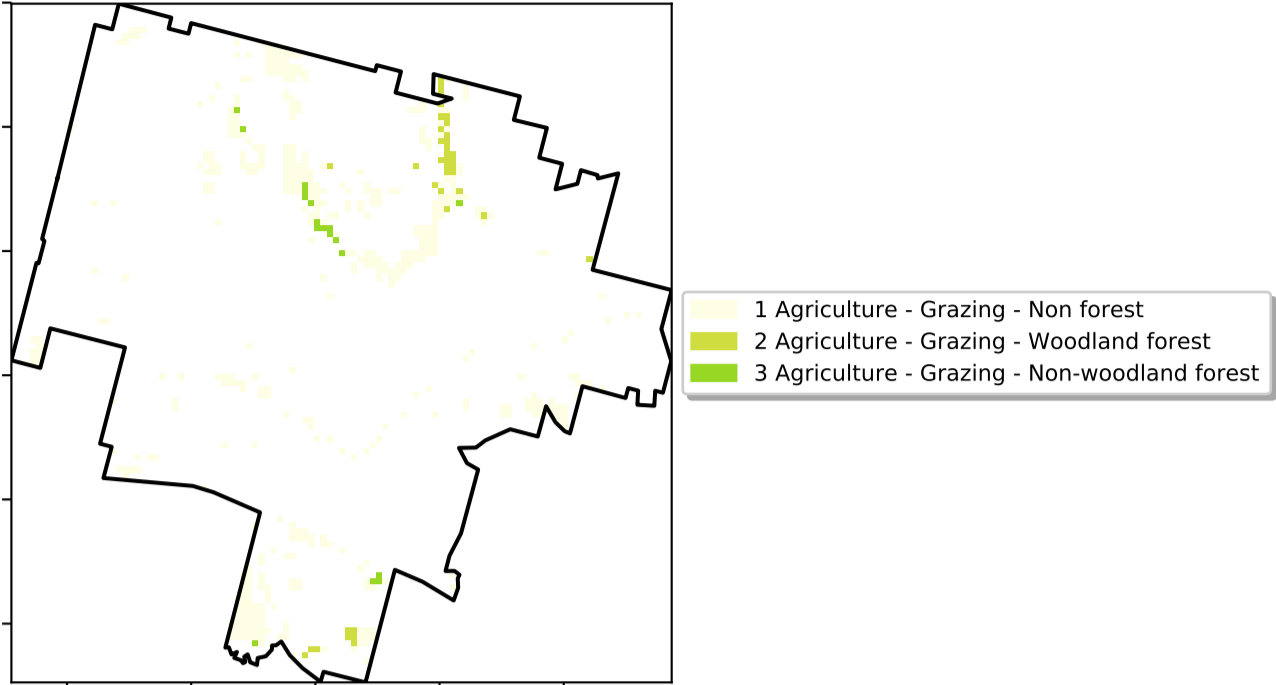 1 Agriculture - Grazing - Non forest
2 Agriculture - Grazing - Woodland forest
3 Agriculture - Grazing - Non-woodland forest